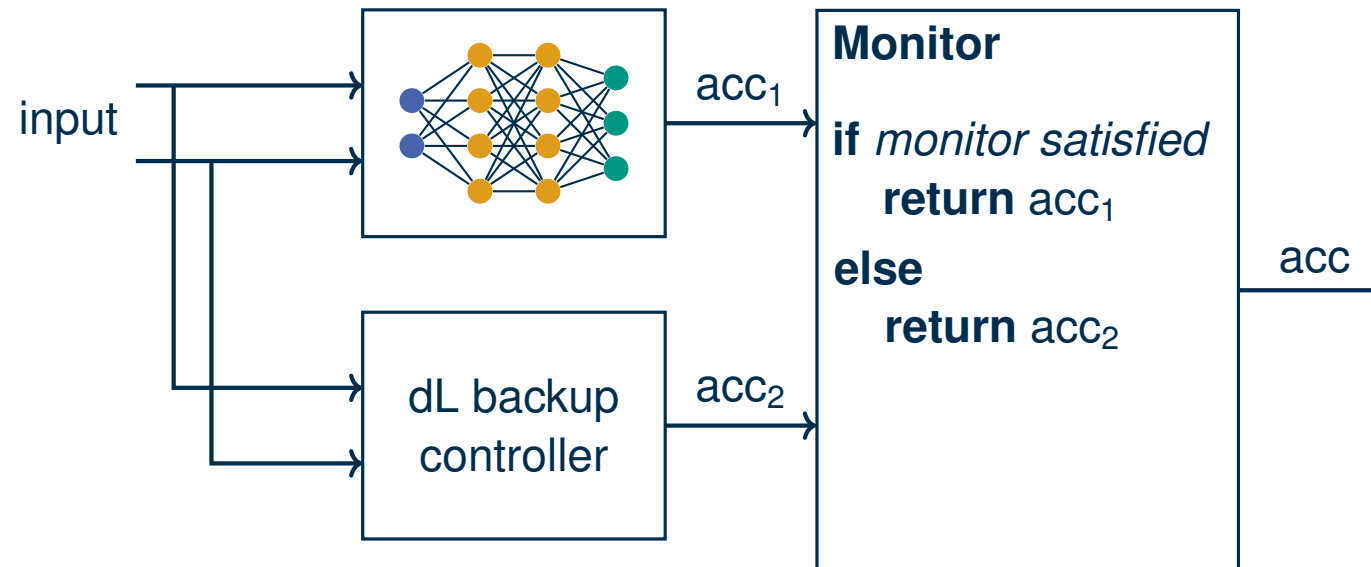 input
acc₁
dL backup
controller
acc₂
Monitor
if monitor satisfied
return acc₁
else
return acc₂
acc